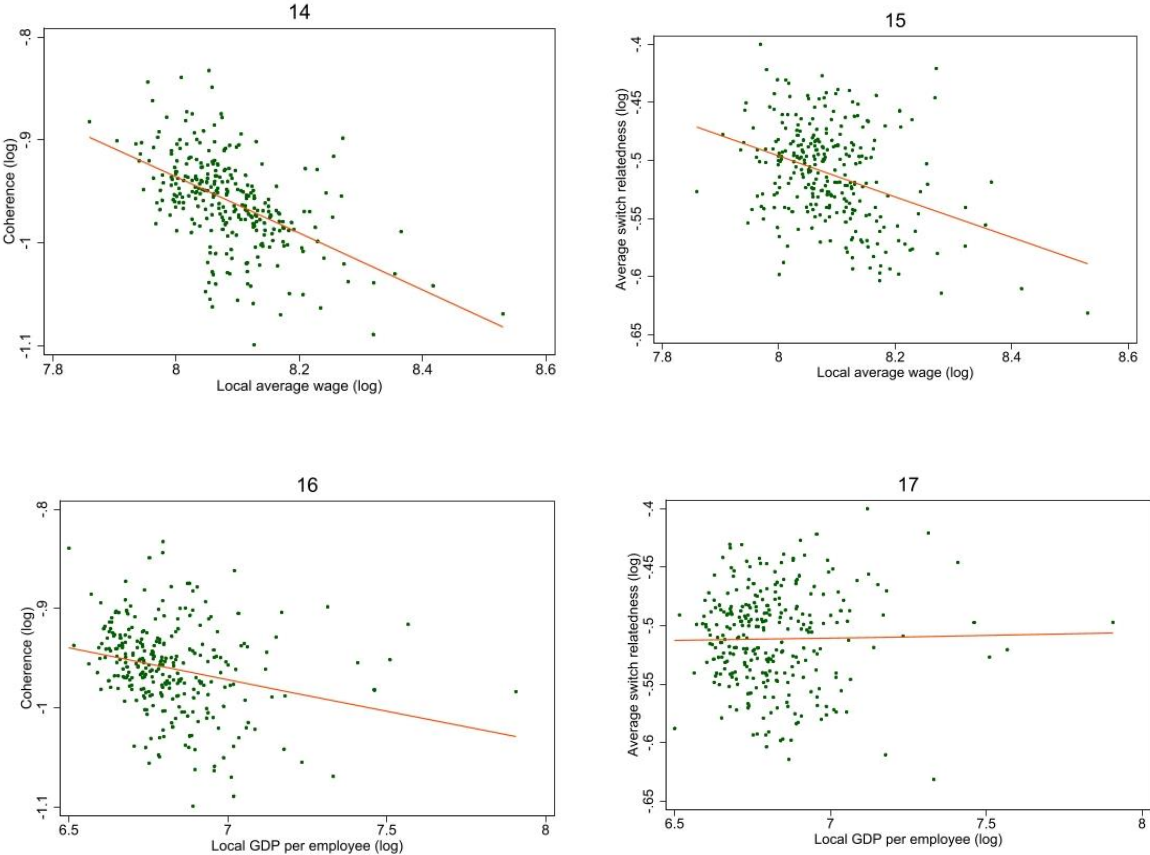 14
-.8
-.9
-1
-1.1
Coherence (log)
7.8 8 8.2 8.4 8.6
Local average wage (log)
15
-.4
-.45
-.5
-.55
-.6
-.65
Average switch relatedness (log)
7.8 8 8.2 8.4 8.6
Local average wage (log)
16
-.8
-.9
-1
-1.1
Coherence (log)
6.5 7 7.5 8
Local GDP per employee (log)
17
-.4
-.45
-.5
-.55
-.6
-.65
Average switch relatedness (log)
6.5 7 7.5 8
Local GDP per employee (log)